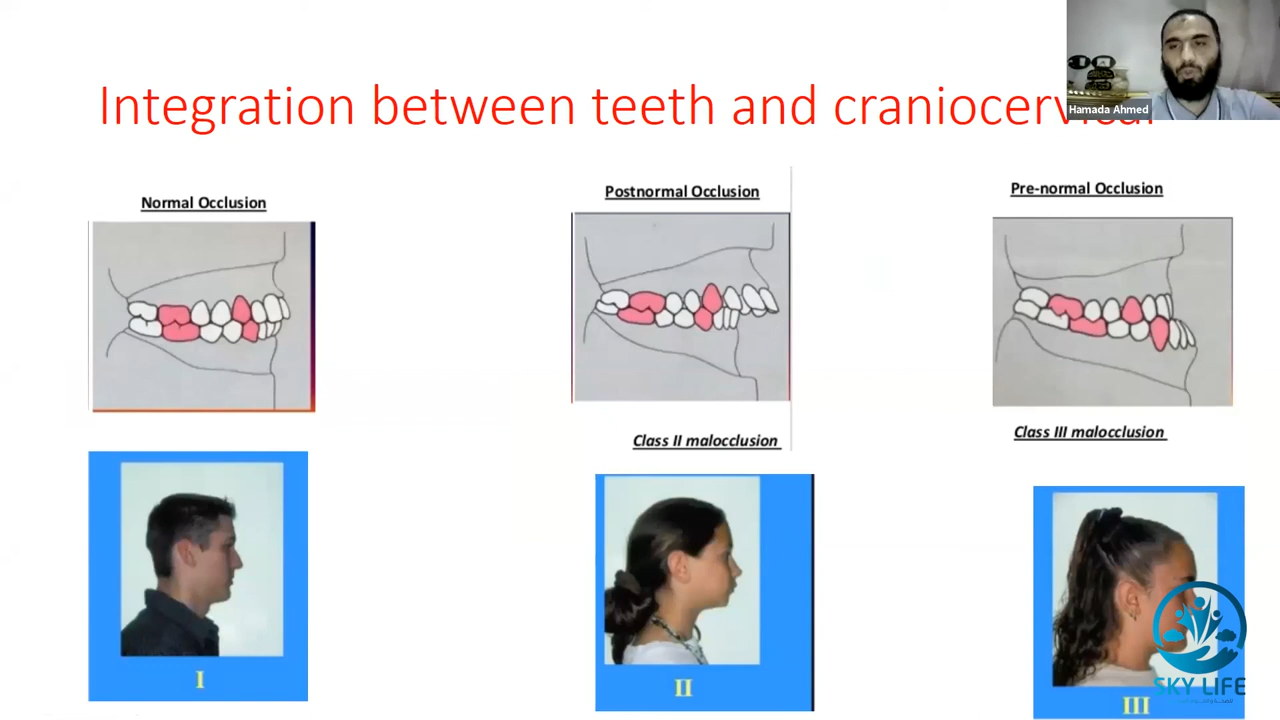 Integration between teeth and craniocervical
Hamada Ahmed
Normal Occlusion
Postnormal Occlusion
Pre-normal Occlusion
Class II malocclusion
Class III malocclusion
I
II
III
SKY LIFE